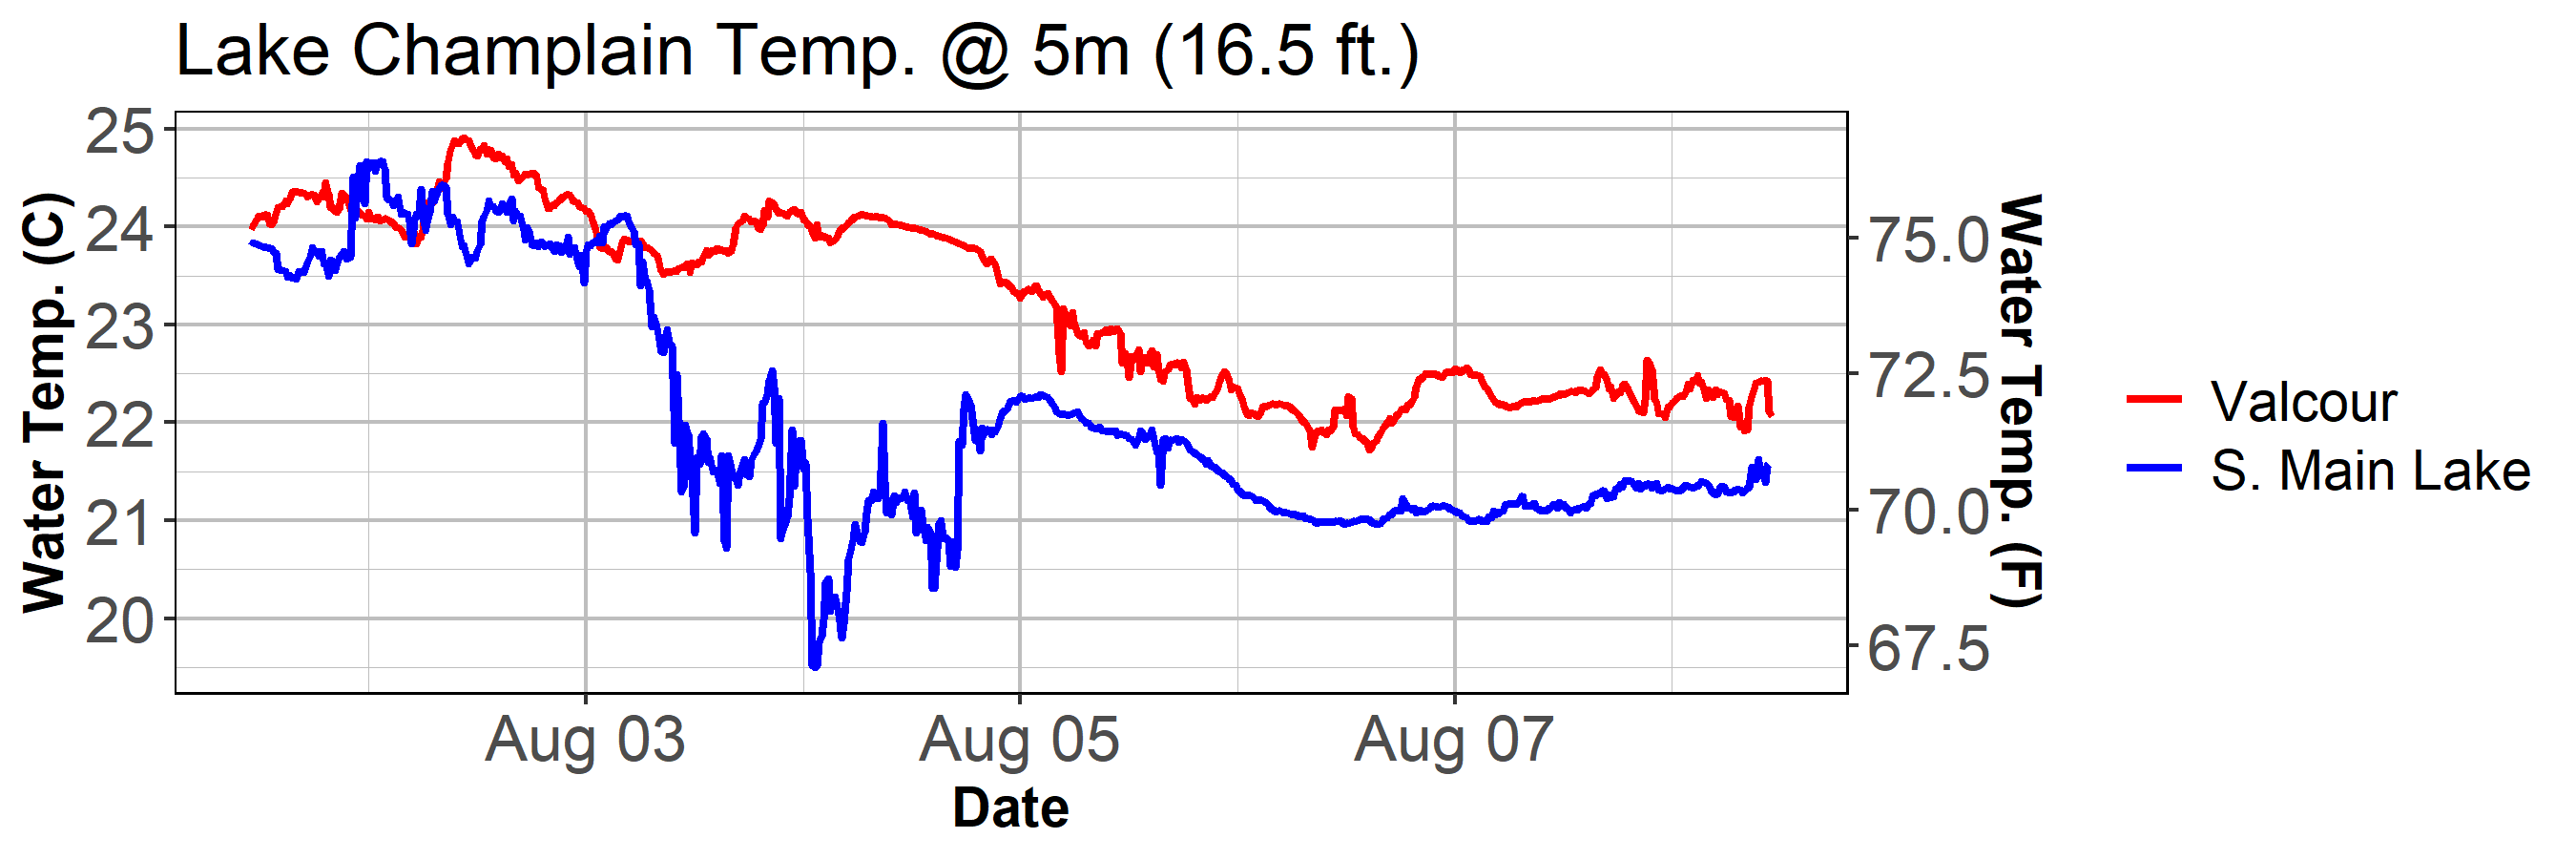 Lake Champlain Temp. @ 5m (16.5 ft.)
Water Temp. (C)
25
24
23
22
21
20
75.0
72.5
70.0
67.5
Water Temp. (F)
Aug 03
Aug 05
Aug 07
Date
Valcour
S. Main Lake